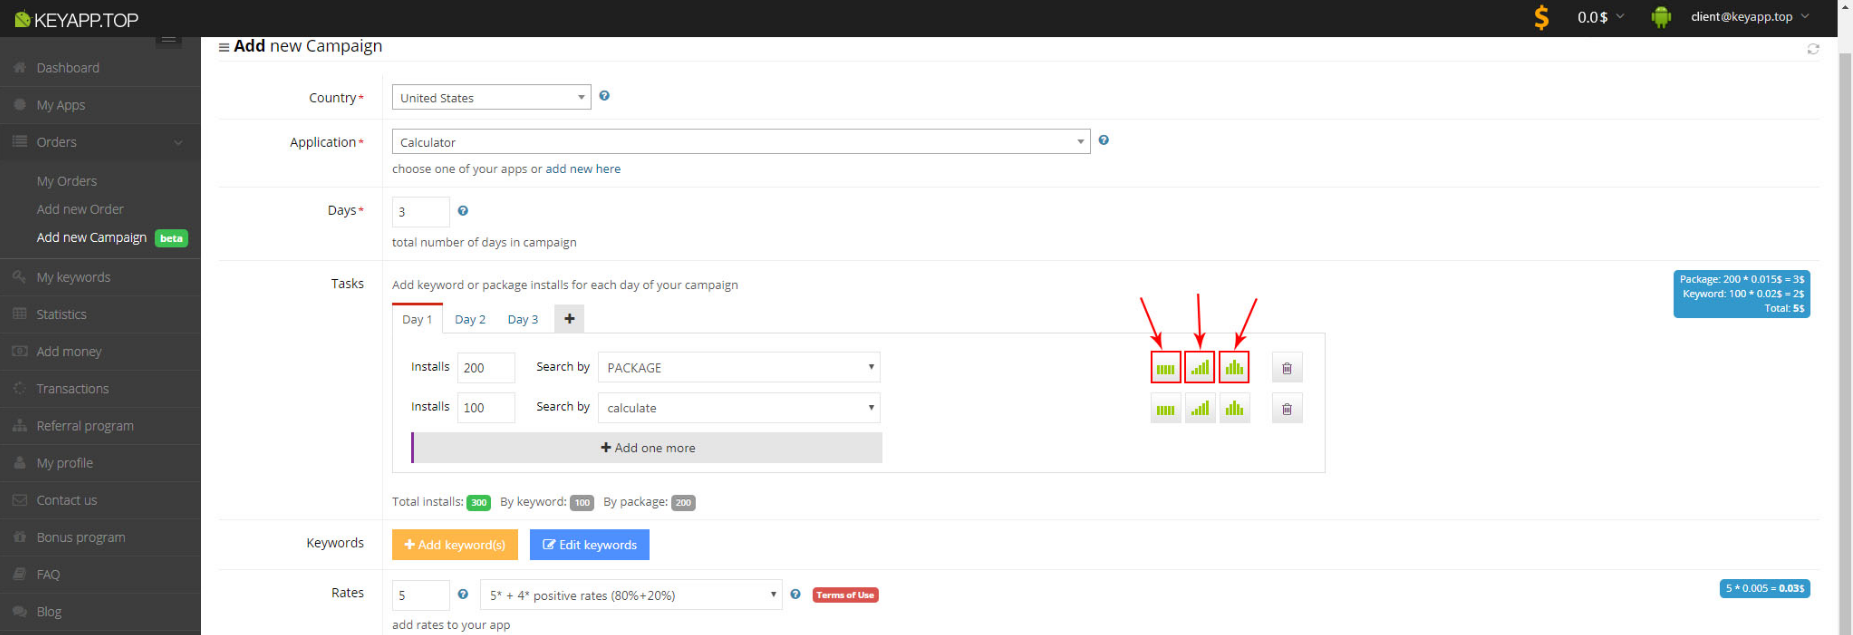 KEYAPP.TOP
0.0$
client@keyapp.top
Add new Campaign
Dashboard
My Apps
Orders
My Orders
Add new Order
Add new Campaign beta
My keywords
Statistics
Add money
Transactions
Referral program
My profile
Contact us
Bonus program
FAQ
Blog
Country* United States
Application* Calculator
choose one of your apps or add new here
Days* 3
total number of days in campaign
Tasks Add keyword or package installs for each day of your campaign
Package: 200 * 0.015$ = 3$
Keyword: 100 * 0.02$ = 2$
Total: 5$
Day 1 Day 2 Day 3 +
Installs 200 Search by PACKAGE
Installs 100 Search by calculate
+ Add one more
Total installs: 300 By keyword: 100 By package: 200
Keywords + Add keyword(s) Edit keywords
Rates 5 5* + 4* positive rates (80%+20%) Terms of Use 5 * 0.005 = 0.03$
add rates to your app